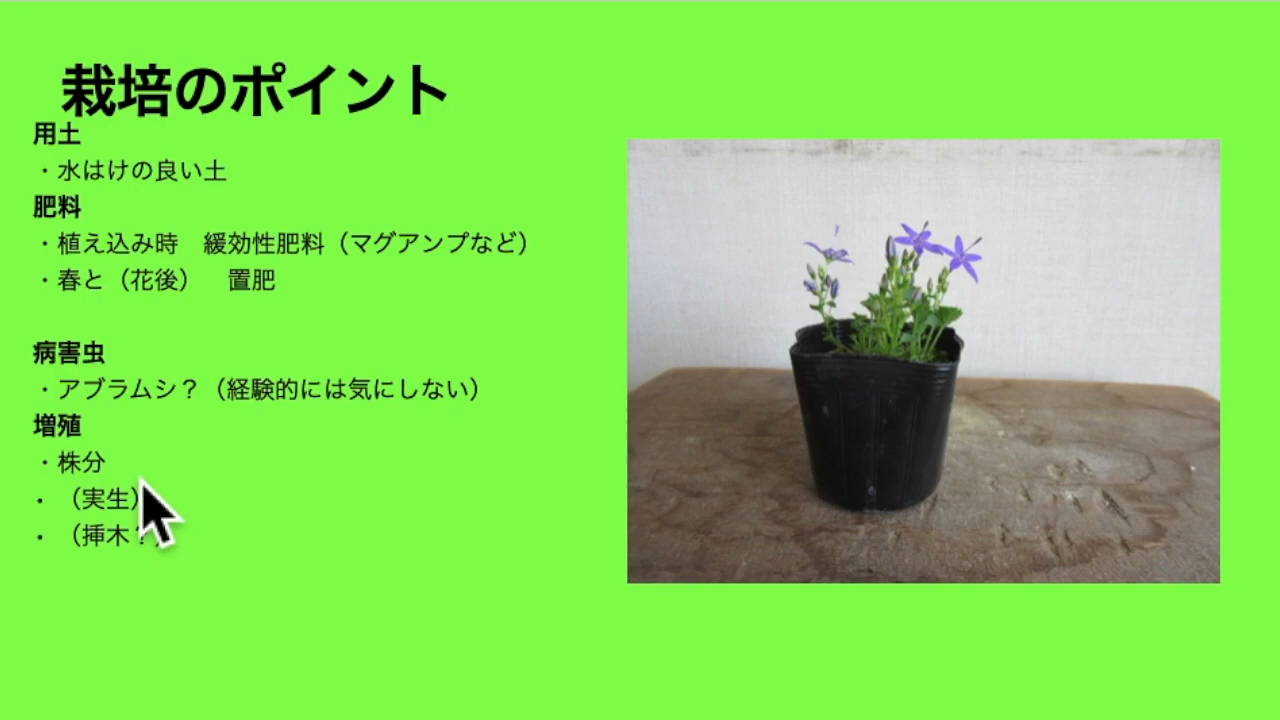 栽培のポイント
用土
・水はけの良い土
肥料
・植え込み時　緩効性肥料（マグアンプなど）
・春と（花後）　置肥
病害虫
・アブラムシ？（経験的には気にしない）
増殖
・株分
・（実生）
・（挿木？）